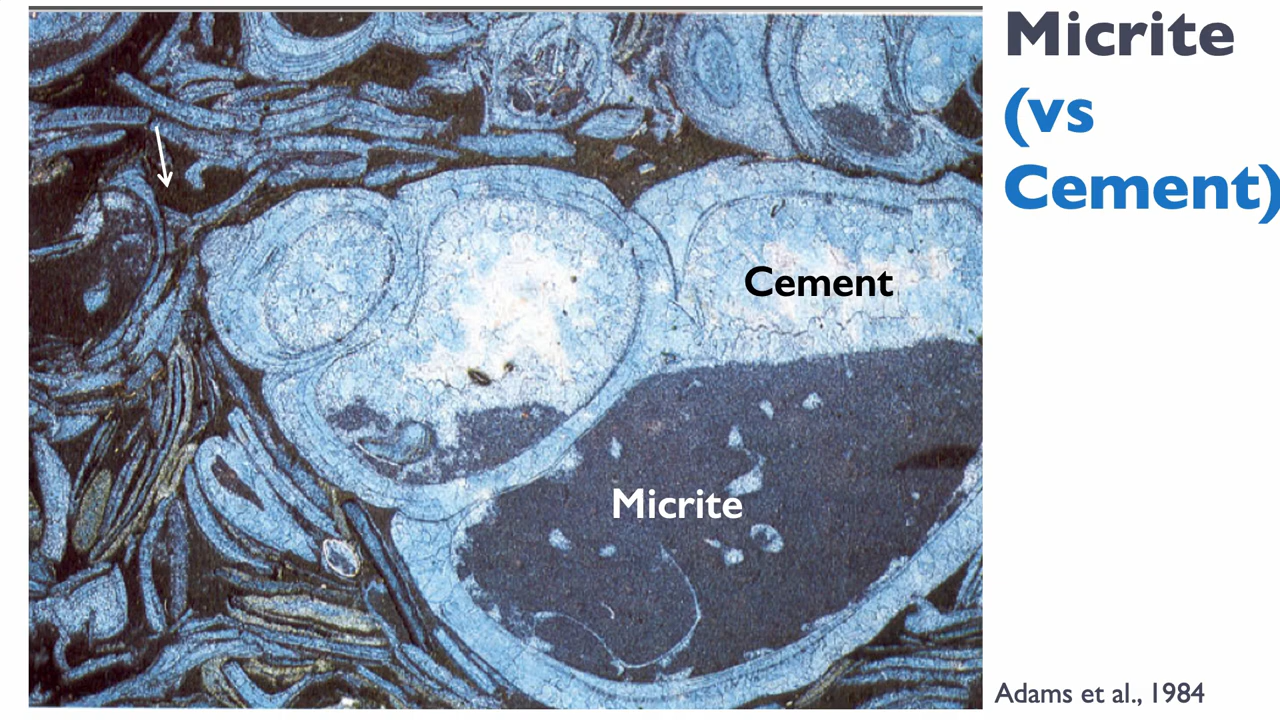 Micrite
(vs
Cement)
Cement
Micrite
Adams et al., 1984